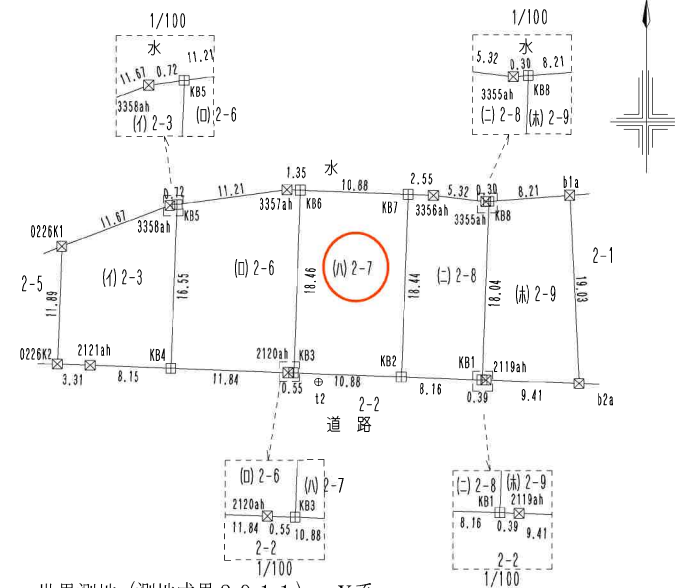 1/100
水
11.67 0.72 11.21
KB5
3358ah
(イ) 2-3
(ロ) 2-6
1/100
水
5.32 0.30 8.21
3355ah
KB8
(ニ) 2-8
(ホ) 2-9
水
0.72
11.21
1.35
10.88
2.55
5.32
0.30
8.21
b1a
11.67
3358ah
KB5
3357ah
KB6
KB7
3356ah
3355ah
KB8
0226K1
2-5
(イ) 2-3
(ロ) 2-6
(ハ) 2-7
(ニ) 2-8
(ホ) 2-9
2-1
11.89
16.55
18.46
18.44
18.04
19.03
0226K2
2121ah
KB4
2120ah
KB3
KB2
KB1
2119ah
b2a
3.31
8.15
11.84
0.55
t2
10.88
2-2
8.16
0.39
9.41
道路
(ロ) 2-6
(ハ) 2-7
2120ah
KB3
11.84 0.55 10.88
2-2
1/100
(ニ) 2-8
(ホ) 2-9
KB1
2119ah
8.16 0.39 9.41
2-2
1/100